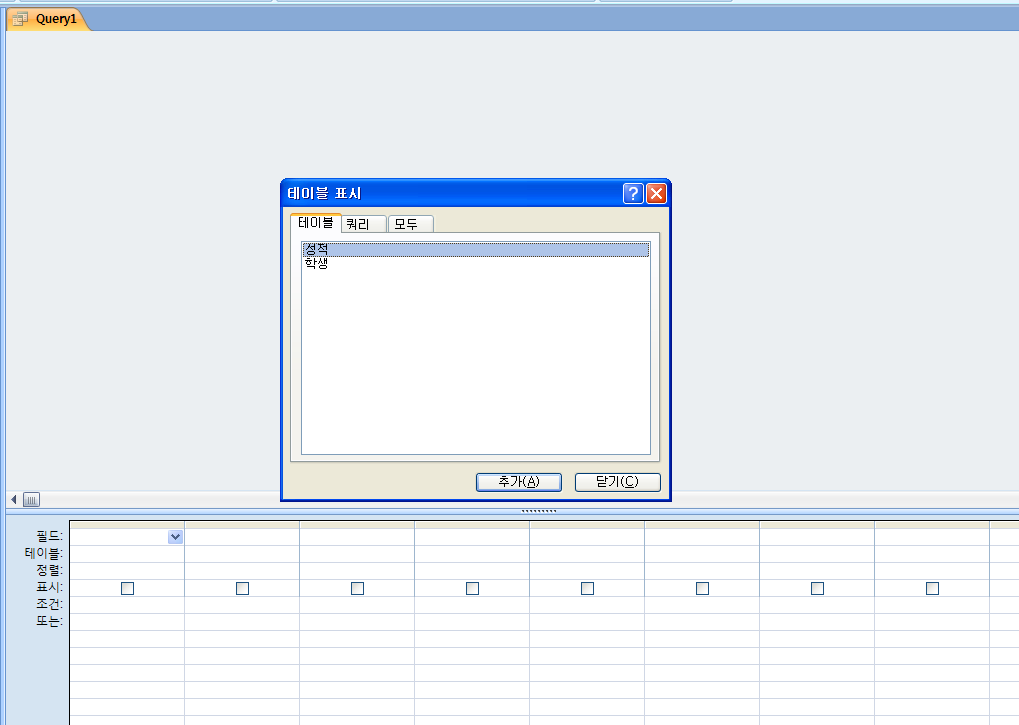 Query1
테이블 표시
테이블 쿼리 모두
성적
학생
추가(A) 닫기(C)
필드:
테이블:
정렬:
표시:
조건:
또는: